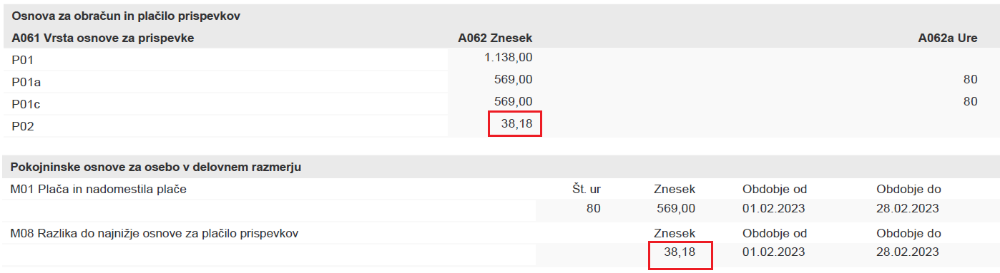 Osnova za obračun in plačilo prispevkov
A061 Vrsta osnove za prispevke A062 Znesek A062a Ure
P01 1.138,00
P01a 569,00 80
P01c 569,00 80
P02 38,18
Pokojninske osnove za osebo v delovnem razmerju
M01 Plača in nadomestila plače Št. ur Znesek Obdobje od Obdobje do
80 569,00 01.02.2023 28.02.2023
M08 Razlika do najnižje osnove za plačilo prispevkov Znesek Obdobje od Obdobje do
38,18 01.02.2023 28.02.2023